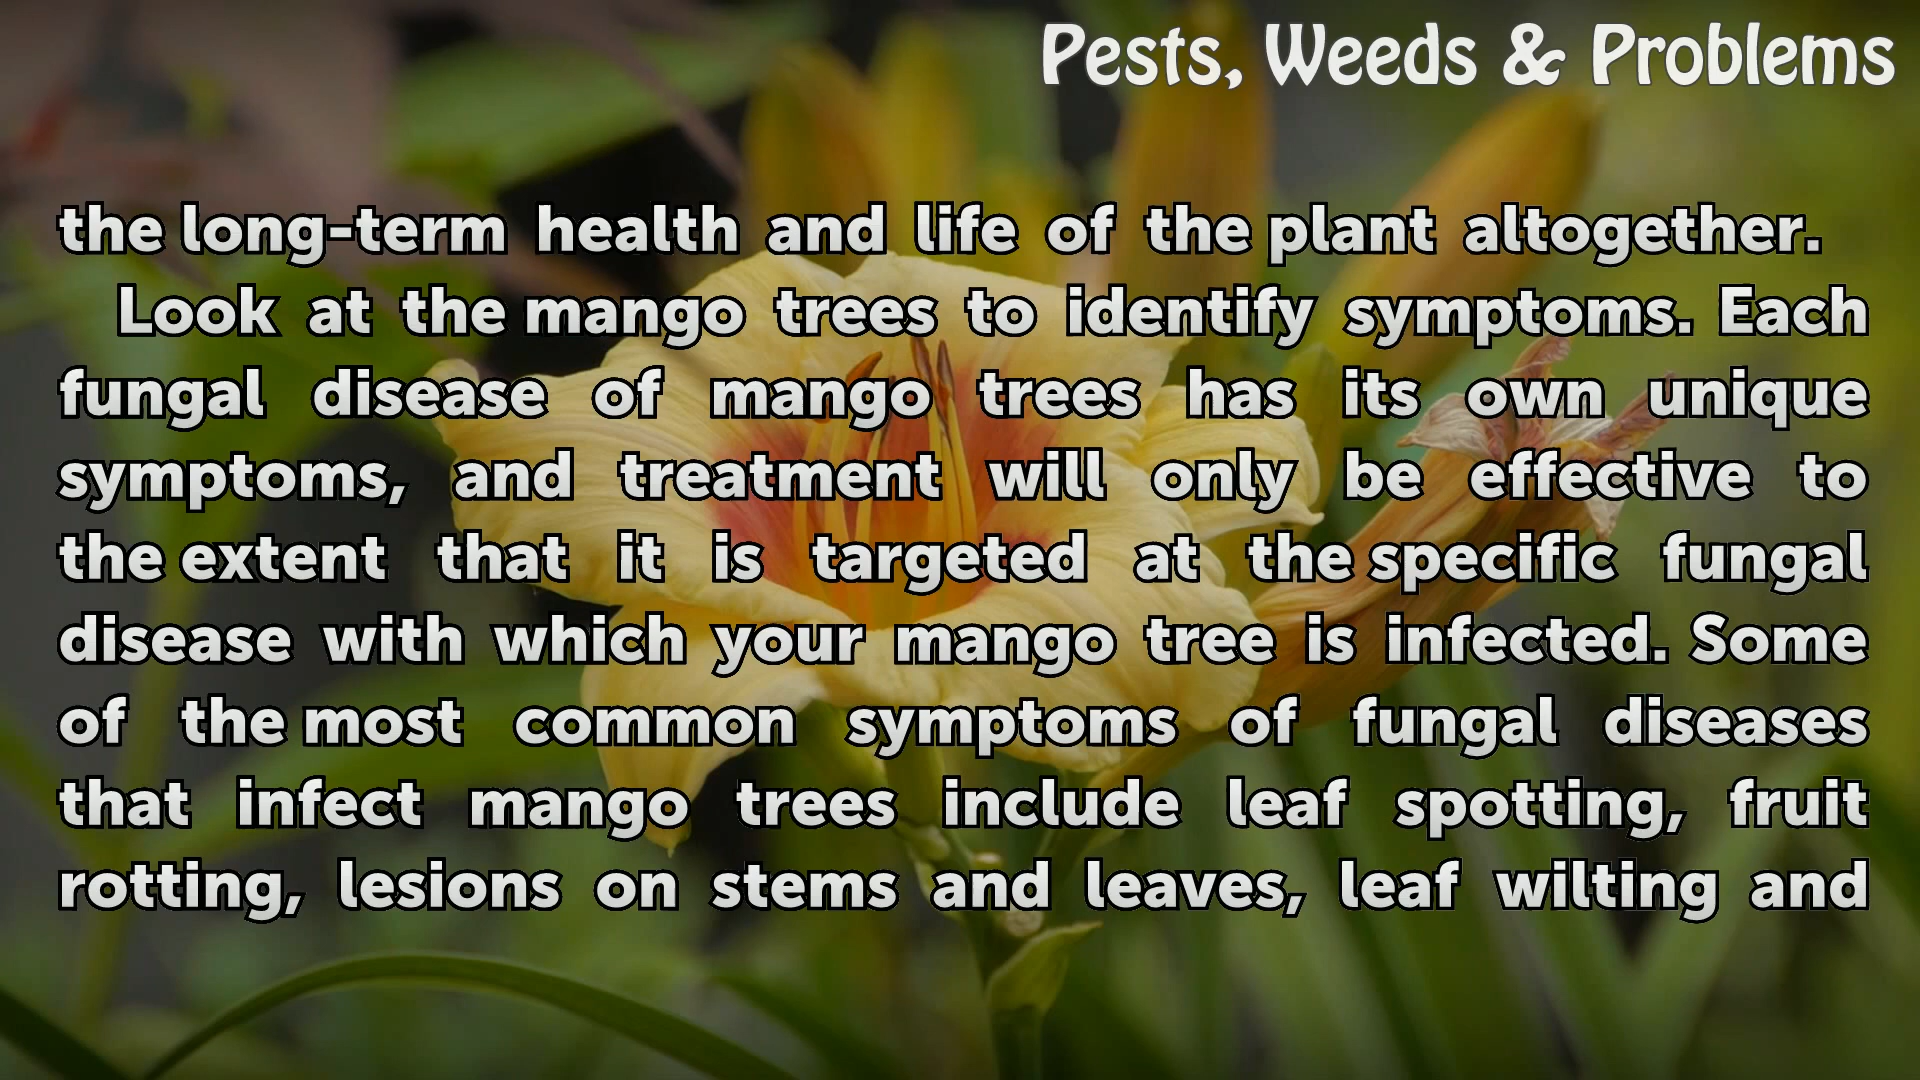 Pests, Weeds & Problems
the long-term health and life of the plant altogether.
Look at the mango trees to identify symptoms. Each
fungal disease of mango trees has its own unique
symptoms, and treatment will only be effective to
the extent that it is targeted at the specific fungal
disease with which your mango tree is infected. Some
of the most common symptoms of fungal diseases
that infect mango trees include leaf spotting, fruit
rotting, lesions on stems and leaves, leaf wilting and